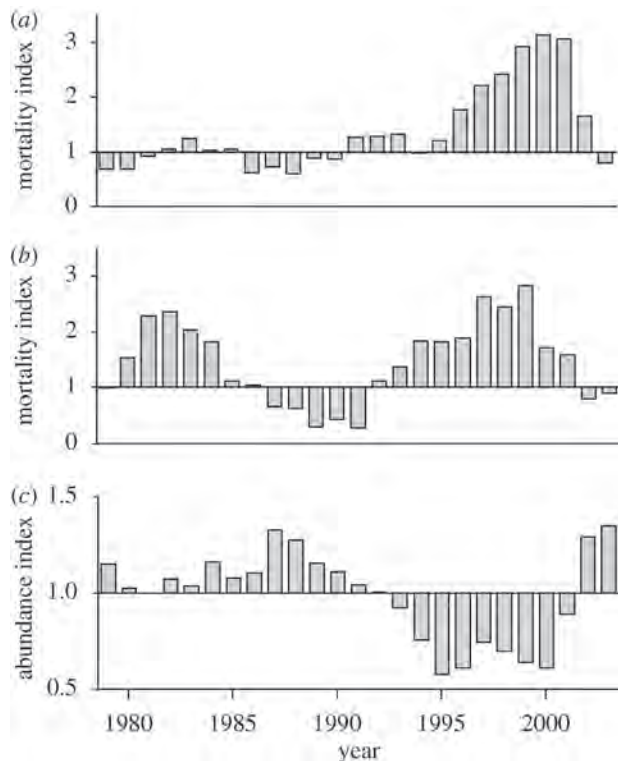 (a)
3
2
1
0
mortality index
(b)
3
2
1
0
mortality index
(c)
1.5
1.0
0.5
abundance index
1980 1985 1990 1995 2000
year